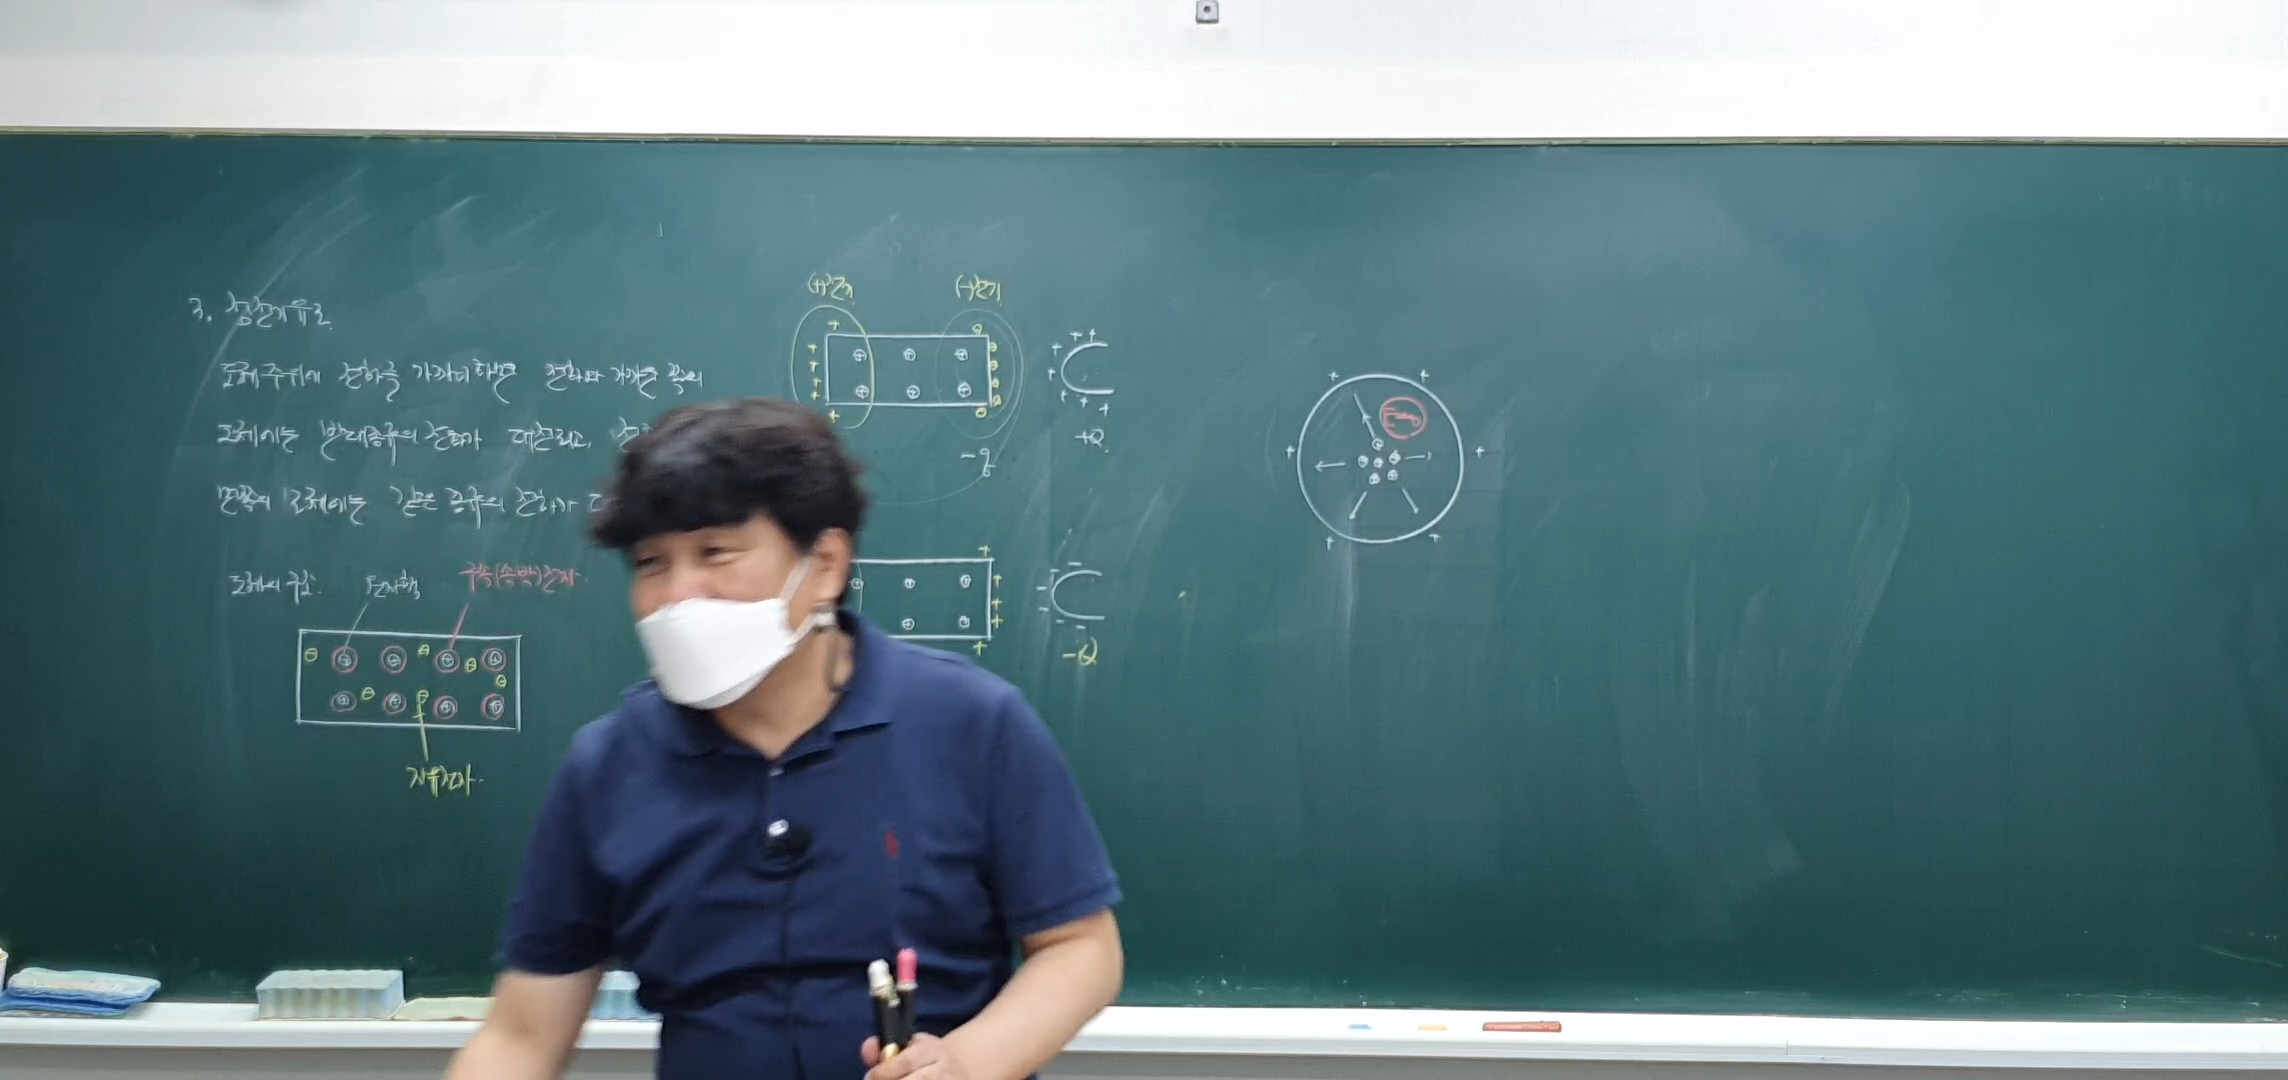 3. 정전기유도
도체주위에 전하를 가까이하면 전하와 가까운 쪽의
도체에는 반대종류의 전하가 대전되고,
먼쪽의 도체에는 같은 종류의 전하가
도체의 구조.
원자핵
구속(속박)전자.
자유전자.
(+)전기
(-)전기
-q
+Q.
-Q
E=0